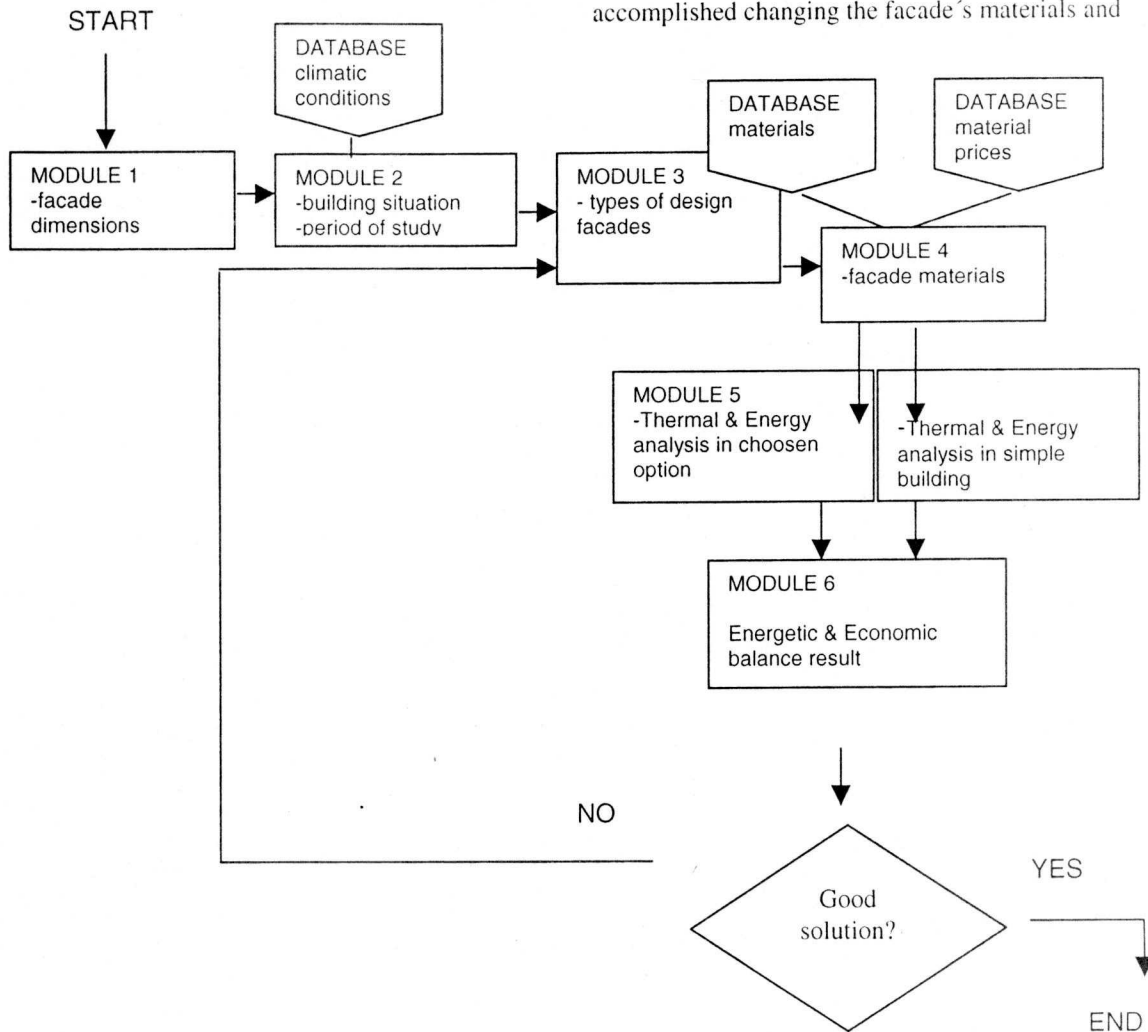 accomplished changing the facade´s materials and
START
DATABASE
climatic
conditions
DATABASE
materials
DATABASE
material
prices
MODULE 1
-facade
dimensions
MODULE 2
-building situation
-period of study
MODULE 3
- types of design
facades
MODULE 4
-facade materials
MODULE 5
-Thermal & Energy
analysis in choosen
option
-Thermal & Energy
analysis in simple
building
MODULE 6
Energetic & Economic
balance result
NO
Good
solution?
YES
END